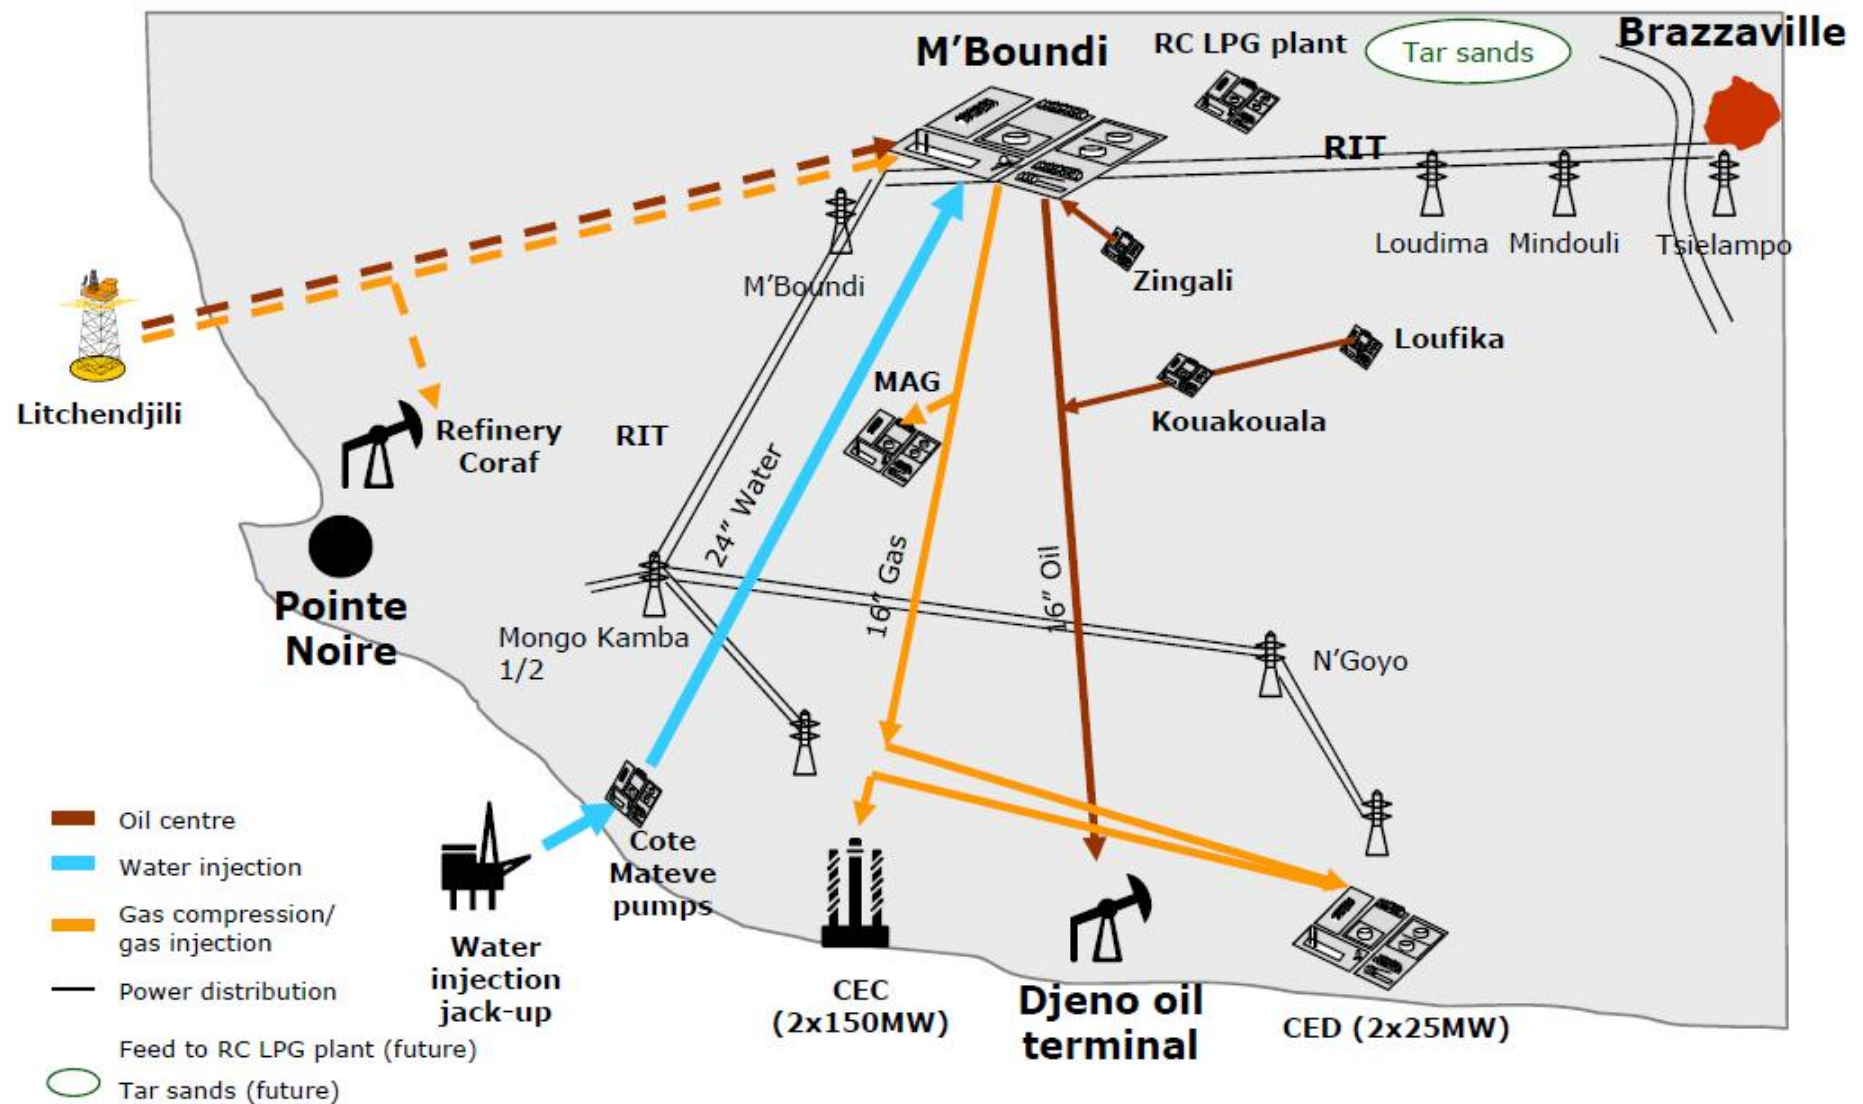 M’Boundi
RC LPG plant
Tar sands
Brazzaville
RIT
Loudima
Mindouli
Tsielampo
M’Boundi
Zingali
Loufika
Kouakouala
MAG
Litchendjili
Refinery
Coraf
RIT
24” Water
16” Gas
16” Oil
Pointe
Noire
Mongo Kamba
1/2
N’Goyo
Cote
Mateve
pumps
Water
injection
jack-up
CEC
(2x150MW)
Djeno oil
terminal
CED (2x25MW)
Oil centre
Water injection
Gas compression/
gas injection
Power distribution
Feed to RC LPG plant (future)
Tar sands (future)